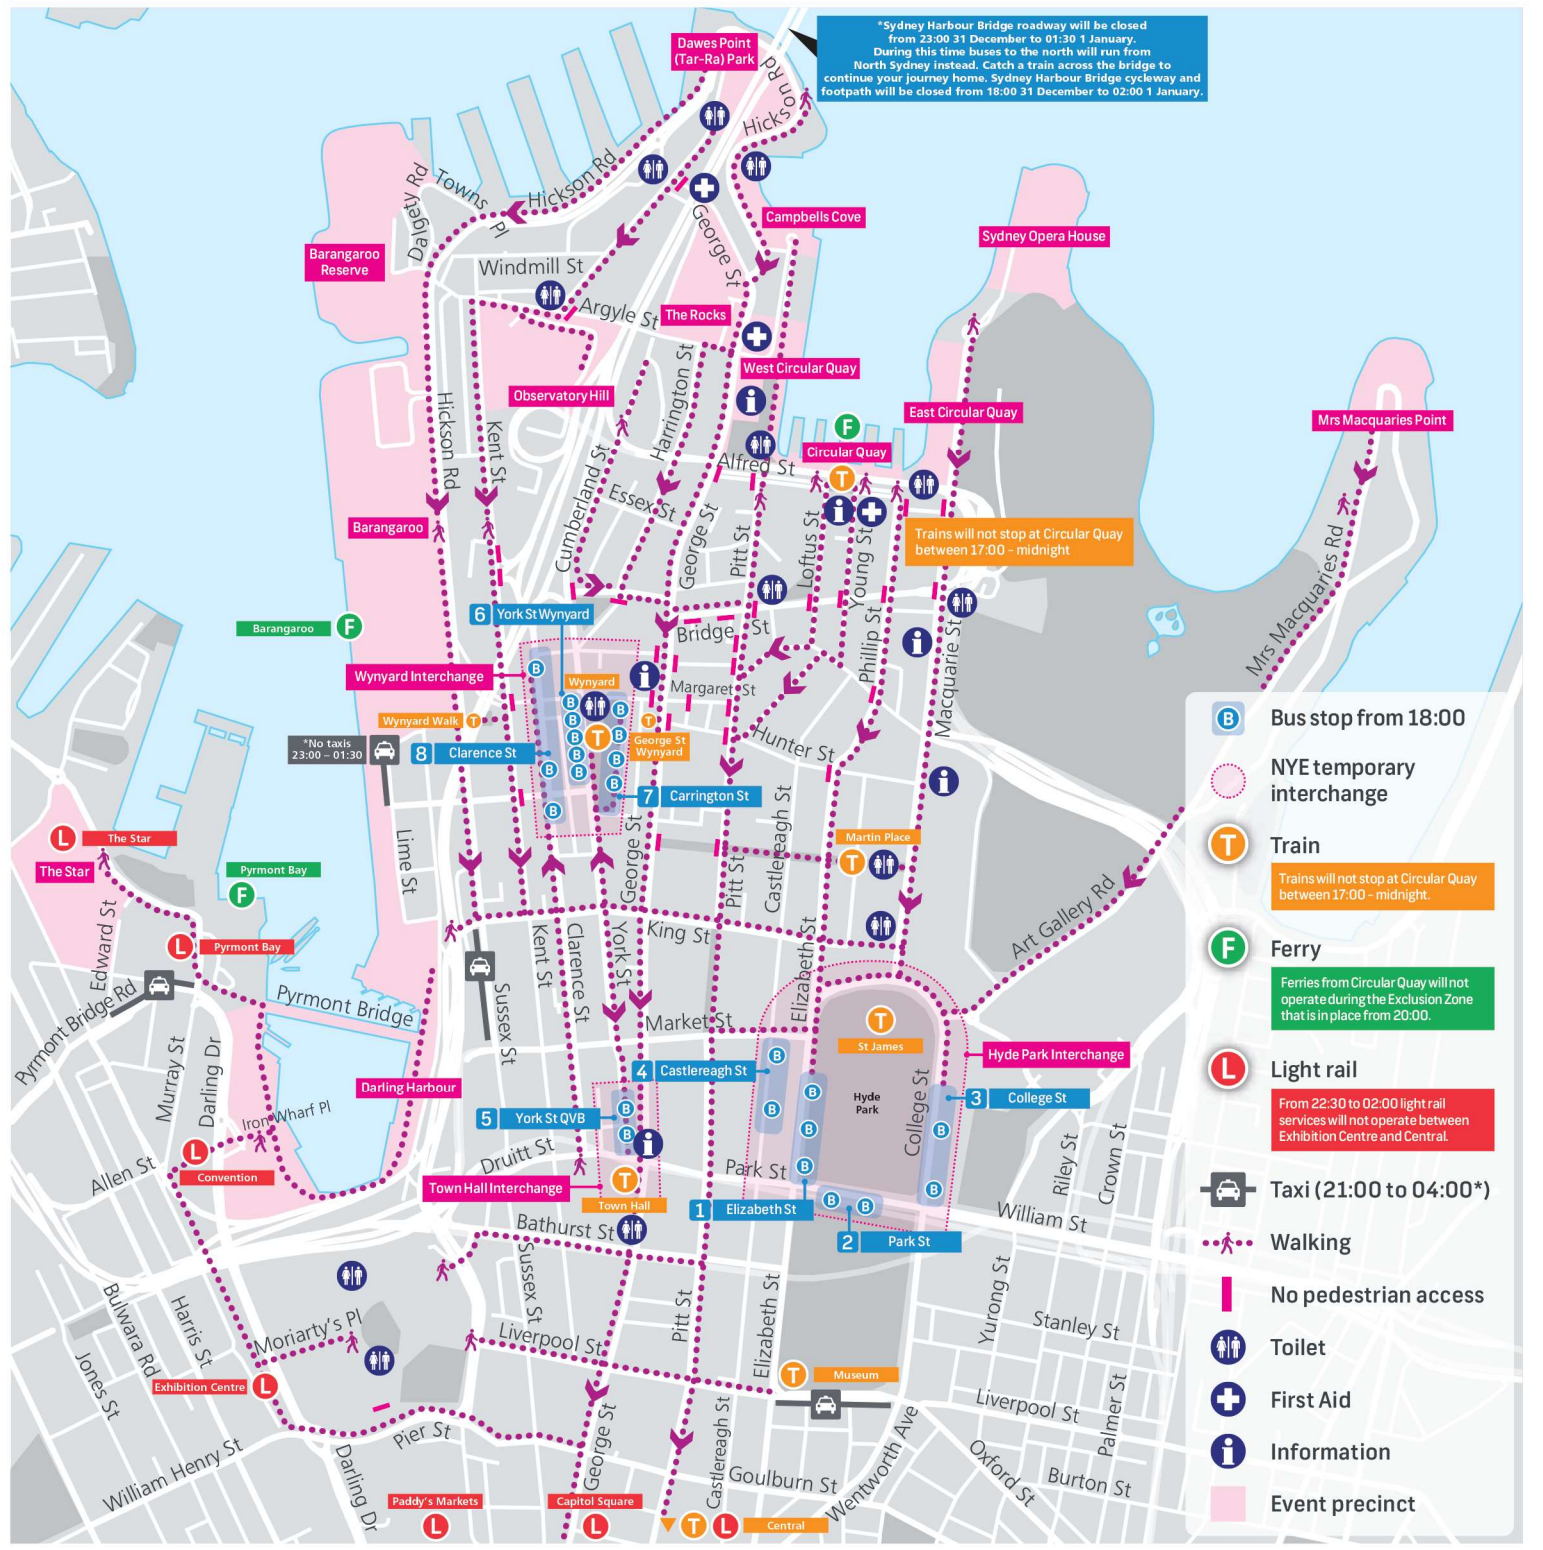 *Sydney Harbour Bridge roadway will be closed
from 23:00 31 December to 01:30 1 January.
During this time buses to the north will run from
North Sydney instead. Catch a train across the bridge to
continue your journey home. Sydney Harbour Bridge cycleway and
footpath will be closed from 18:00 31 December to 02:00 1 January.
Dawes Point
(Tar-Ra) Park
Hickson Rd
Hickson Rd
Towns Pl
Dalgety Rd
George St
Campbells Cove
Sydney Opera House
Barangaroo
Reserve
Windmill St
Argyle St
The Rocks
West Circular Quay
Observatory Hill
Harrington St
East Circular Quay
Mrs Macquaries Point
F
Circular Quay
T
Hickson Rd
Kent St
Cumberland St
Alfred St
Essex St
Barangaroo
George St
Pitt St
Loftus St
Young St
Phillip St
Macquarie St
Trains will not stop at Circular Quay
between 17:00 – midnight
Mrs Macquaries Rd
6 York St Wynyard
Barangaroo
F
Bridge St
Wynyard Interchange
B
Wynyard
Margaret St
B
B
B
B
B
B
B
B
B
B
B
T
Wynyard Walk
T
T
George St
Wynyard
*No taxis
23:00 – 01:30
8 Clarence St
Hunter St
7 Carrington St
Lime St
George St
Pitt St
Castlereagh St
Martin Place
T
L
The Star
The Star
Pyrmont Bay
F
L
Pyrmont Bay
Edward St
Pyrmont Bridge Rd
Pyrmont Bridge
Kent St
Clarence St
York St
King St
Elizabeth St
Art Gallery Rd
Sussex St
Market St
T
St James
Hyde Park Interchange
Murray St
Darling Dr
Darling Harbour
4 Castlereagh St
B
B
B
B
B
Hyde
Park
College St
3 College St
B
B
Iron Wharf Pl
5 York St QVB
B
B
L
Convention
Allen St
Druitt St
Park St
Riley St
Crown St
Town Hall Interchange
T
Town Hall
1 Elizabeth St
B
B
2 Park St
William St
Bathurst St
Sussex St
Bulwara Rd
Harris St
Moriarty's Pl
Liverpool St
Pitt St
Elizabeth St
Yurong St
Stanley St
Jones St
Exhibition Centre
L
T
Museum
Liverpool St
Palmer St
Pier St
George St
Castlereagh St
Wentworth Ave
Oxford St
Burton St
Goulburn St
William Henry St
Darling Dr
Paddy's Markets
L
Capitol Square
L
T
L
Central
B
Bus stop from 18:00
NYE temporary
interchange
T
Train
Trains will not stop at Circular Quay
between 17:00 – midnight.
F
Ferry
Ferries from Circular Quay will not
operate during the Exclusion Zone
that is in place from 20:00.
L
Light rail
From 22:30 to 02:00 light rail
services will not operate between
Exhibition Centre and Central.
Taxi (21:00 to 04:00*)
Walking
No pedestrian access
Toilet
First Aid
Information
Event precinct